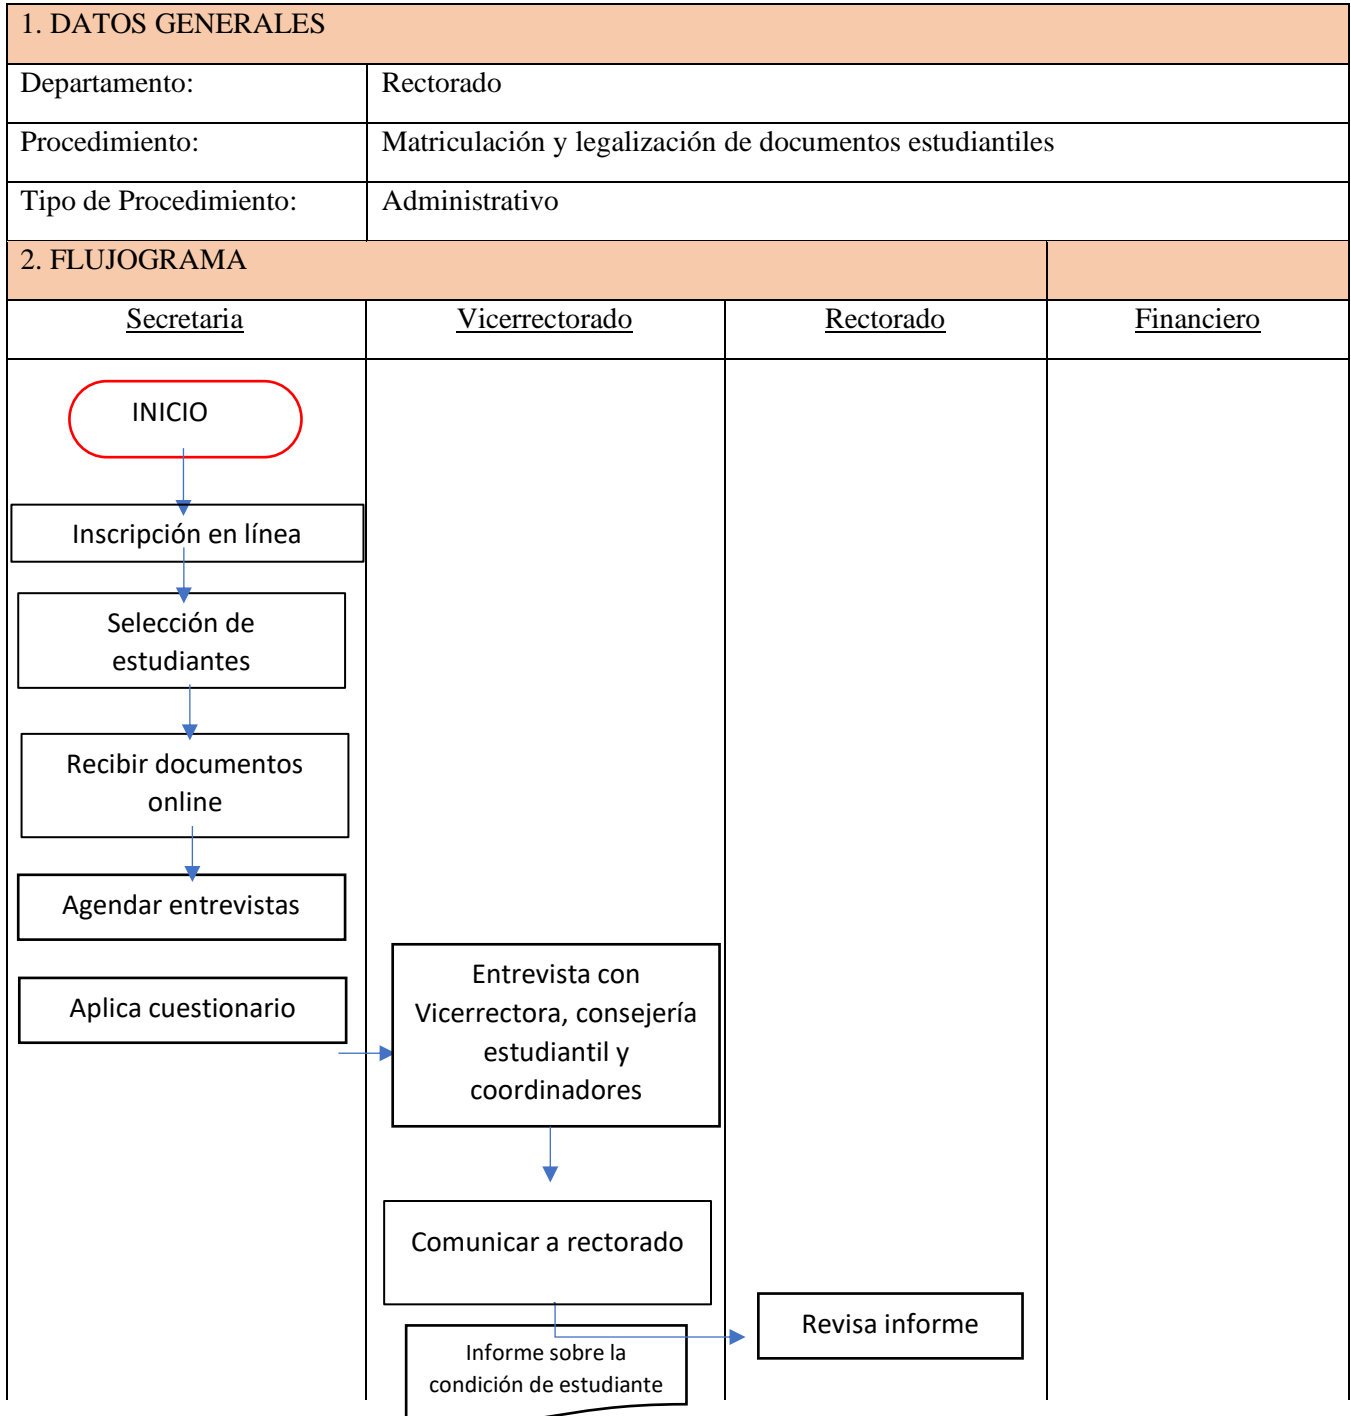 1. DATOS GENERALES
Departamento:
Rectorado
Procedimiento:
Matriculación y legalización de documentos estudiantiles
Tipo de Procedimiento:
Administrativo
2. FLUJOGRAMA
Secretaria
Vicerrectorado
Rectorado
Financiero
INICIO
Inscripción en línea
Selección de
estudiantes
Recibir documentos
online
Agendar entrevistas
Aplica cuestionario
Entrevista con
Vicerrectora, consejería
estudiantil y
coordinadores
Comunicar a rectorado
Revisa informe
Informe sobre la
condición de estudiante